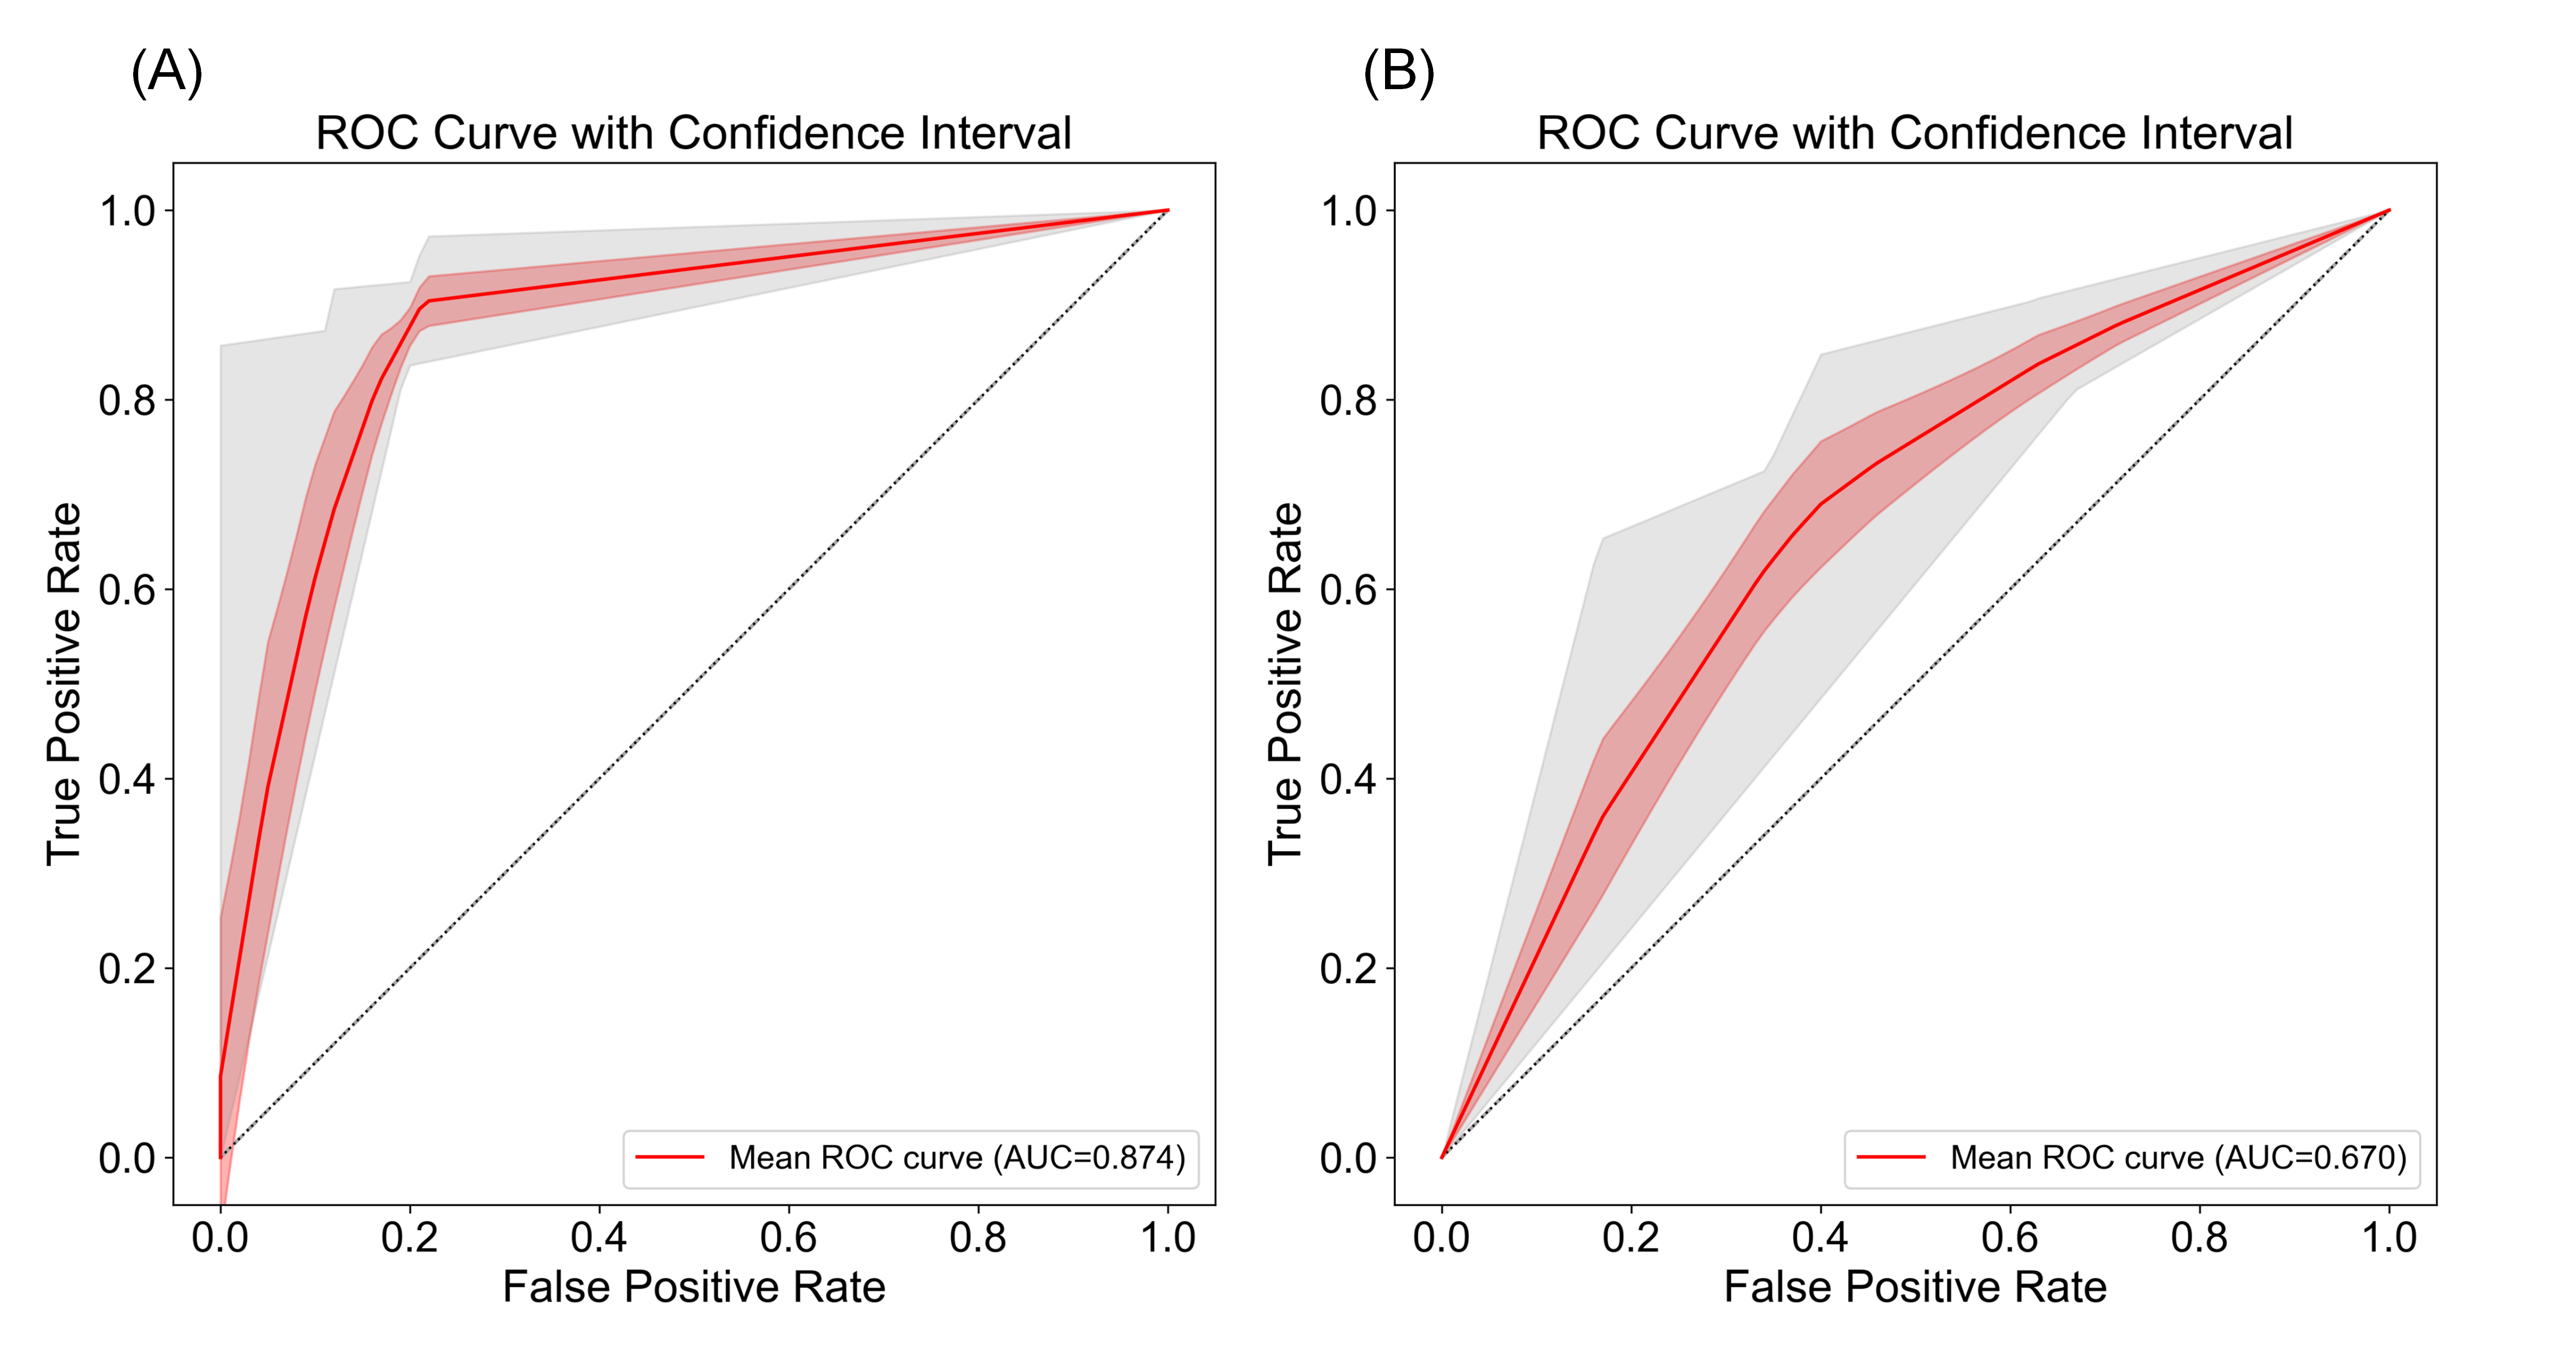 (A)
ROC Curve with Confidence Interval
True Positive Rate
1.0
0.8
0.6
0.4
0.2
0.0
0.0 0.2 0.4 0.6 0.8 1.0
False Positive Rate
Mean ROC curve (AUC=0.874)
(B)
ROC Curve with Confidence Interval
True Positive Rate
1.0
0.8
0.6
0.4
0.2
0.0
0.0 0.2 0.4 0.6 0.8 1.0
False Positive Rate
Mean ROC curve (AUC=0.670)